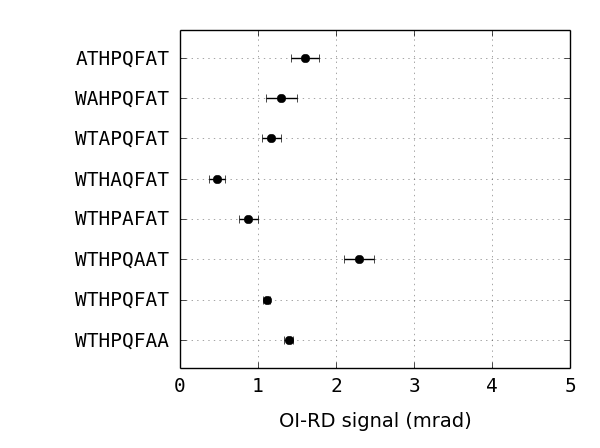 ATHPQFAT
WAHPQFAT
WTAPQFAT
WTHAQFAT
WTHPAFAT
WTHPQAAT
WTHPQFAT
WTHPQFAA
0 1 2 3 4 5
OI-RD signal (mrad)